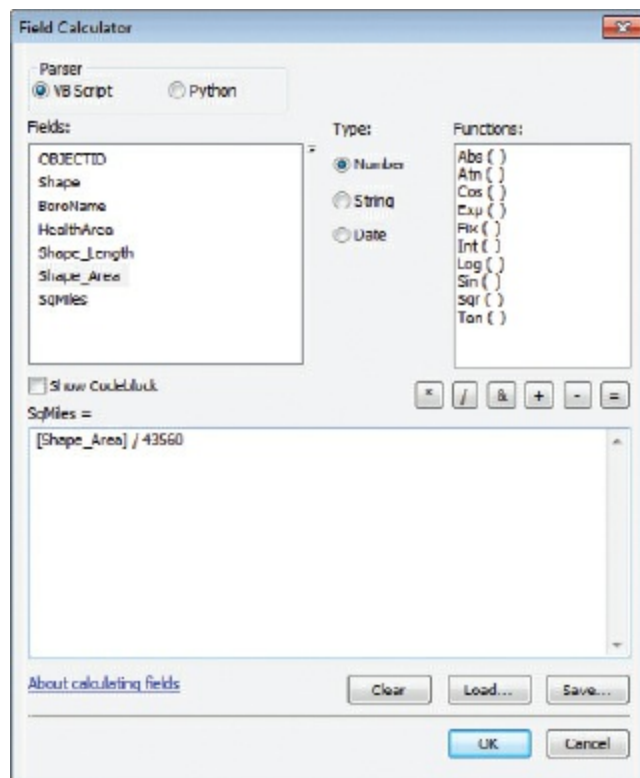 Field Calculator
Parser
VB Script
Python
Fields:
Type:
Functions:
OBJECTID
Shape
BoroName
HealthArea
Shape_Length
Shape_Area
SqMiles
Number
String
Date
Abs ( )
Atn ( )
Cos ( )
Exp ( )
Fix ( )
Int ( )
Log ( )
Sin ( )
Sqr ( )
Tan ( )
Show Codeblock
* / & + - =
SqMiles =
[Shape_Area] / 43560
About calculating fields
Clear
Load...
Save...
OK
Cancel